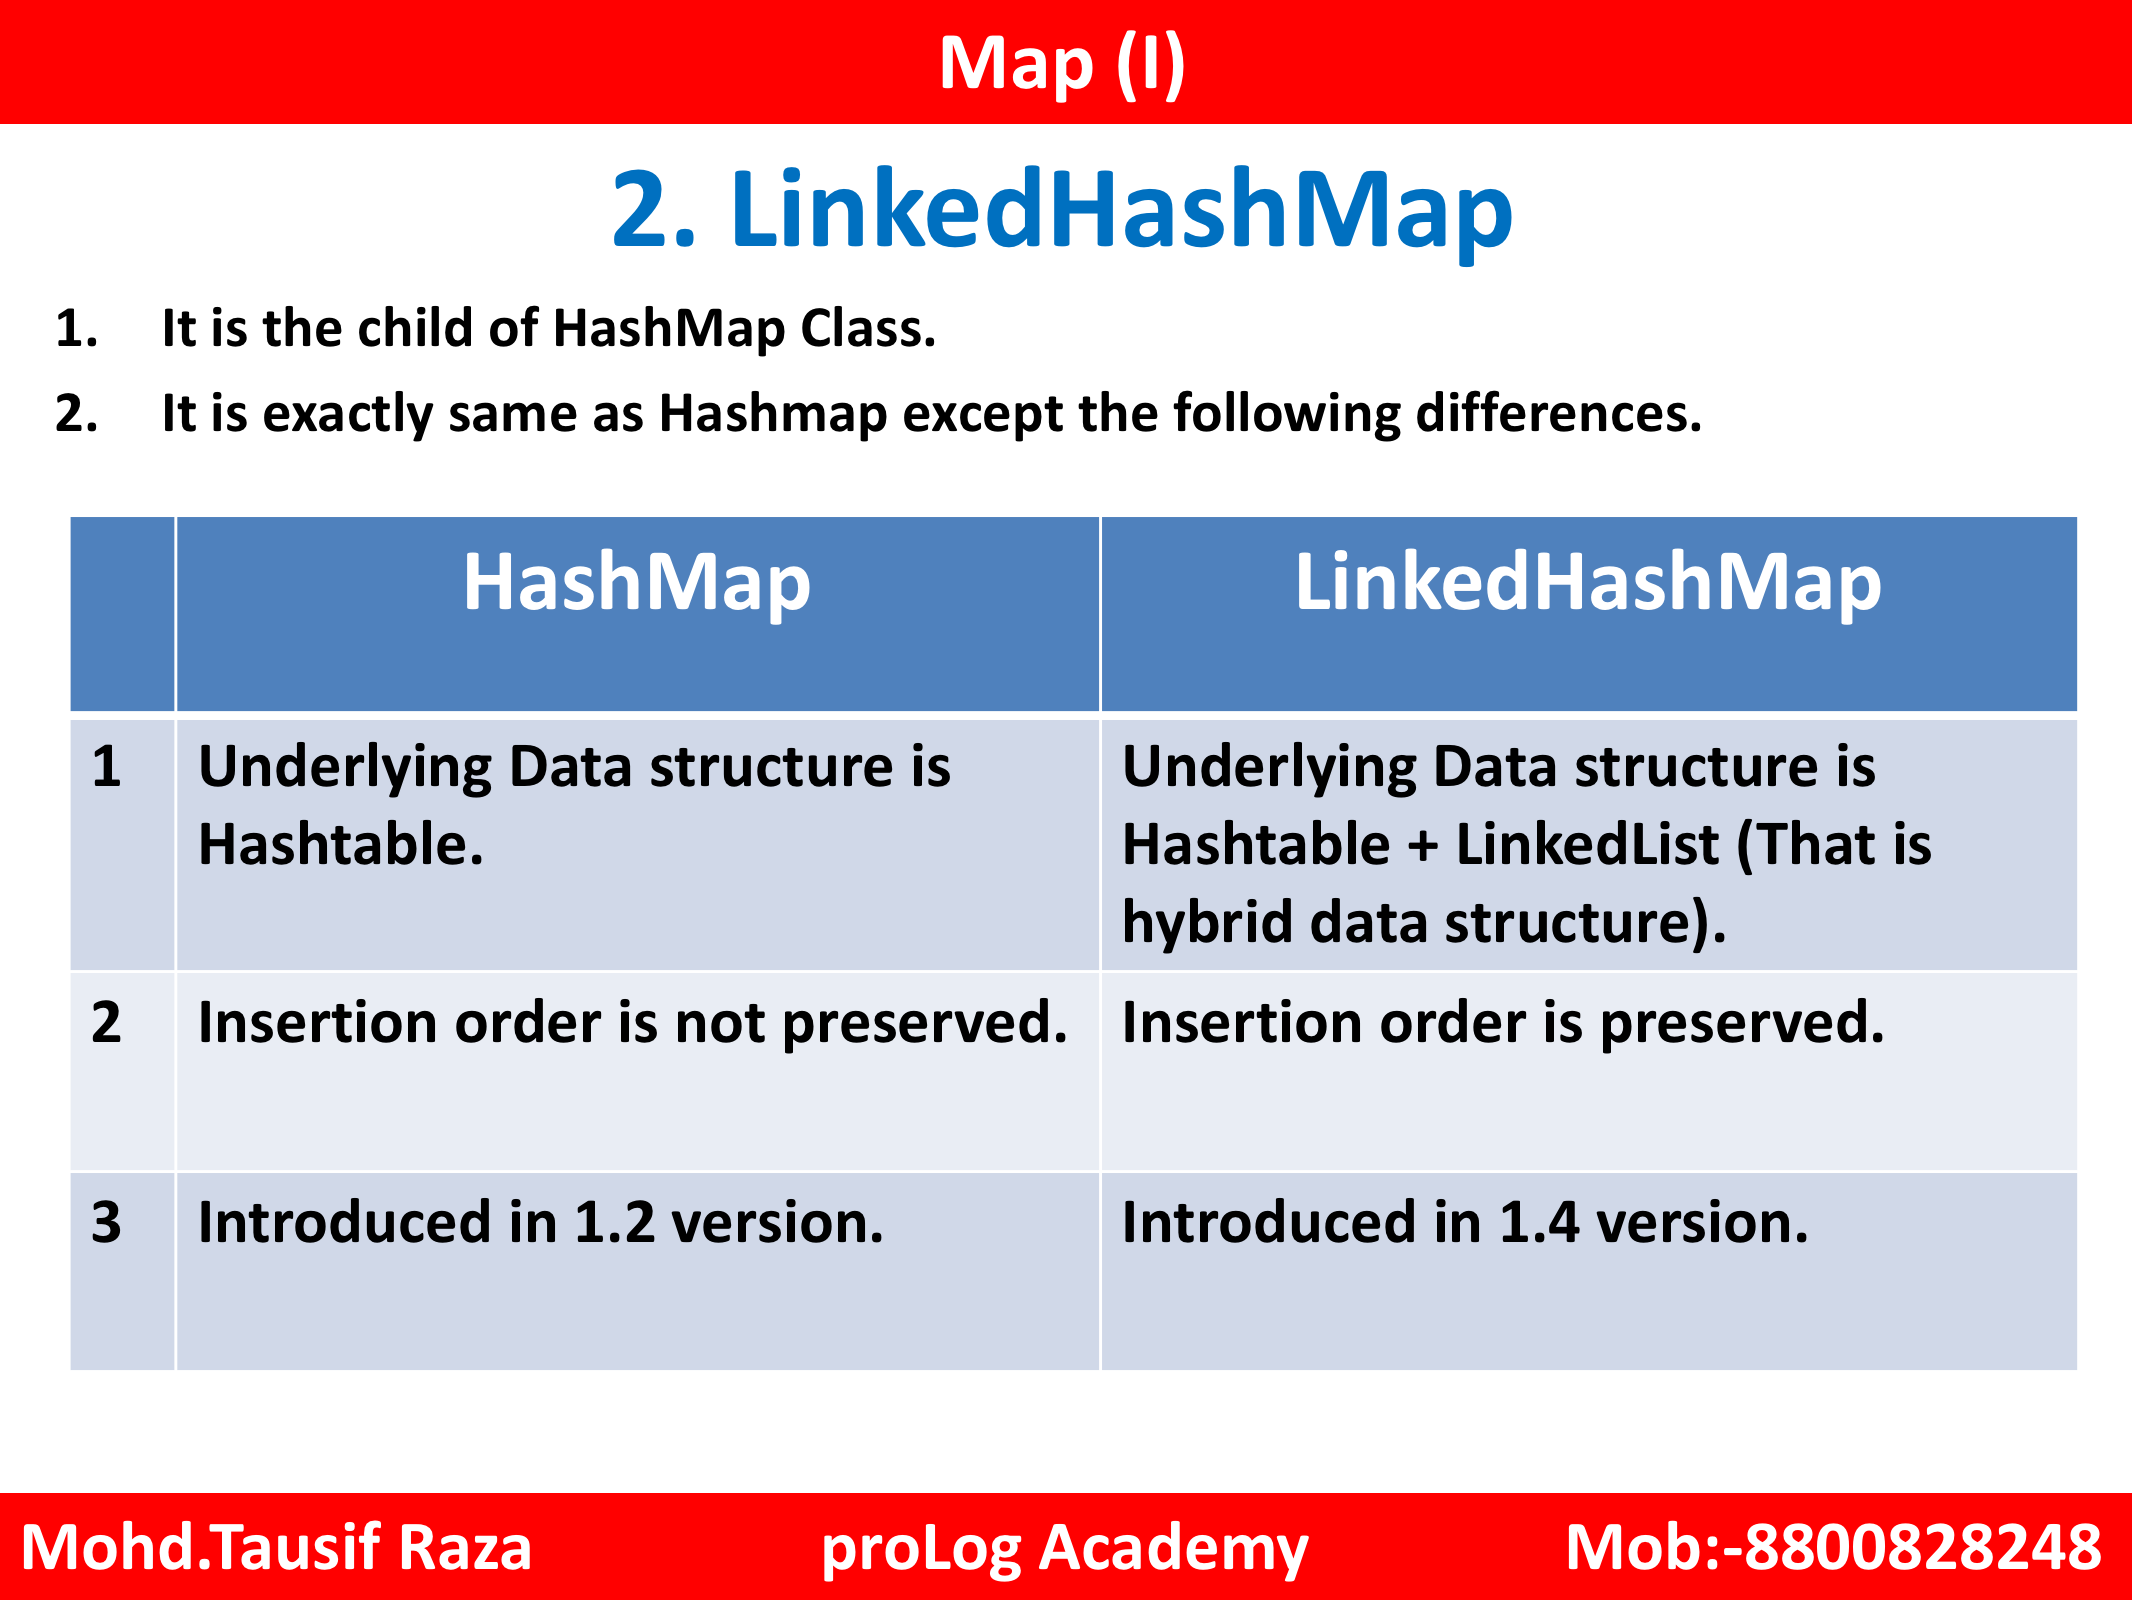 Map (I)
2. LinkedHashMap
1. It is the child of HashMap Class.
2. It is exactly same as Hashmap except the following differences.
HashMap LinkedHashMap
1 Underlying Data structure is Hashtable. Underlying Data structure is Hashtable + LinkedList (That is hybrid data structure).
2 Insertion order is not preserved. Insertion order is preserved.
3 Introduced in 1.2 version. Introduced in 1.4 version.
Mohd.Tausif Raza proLog Academy Mob:-8800828248